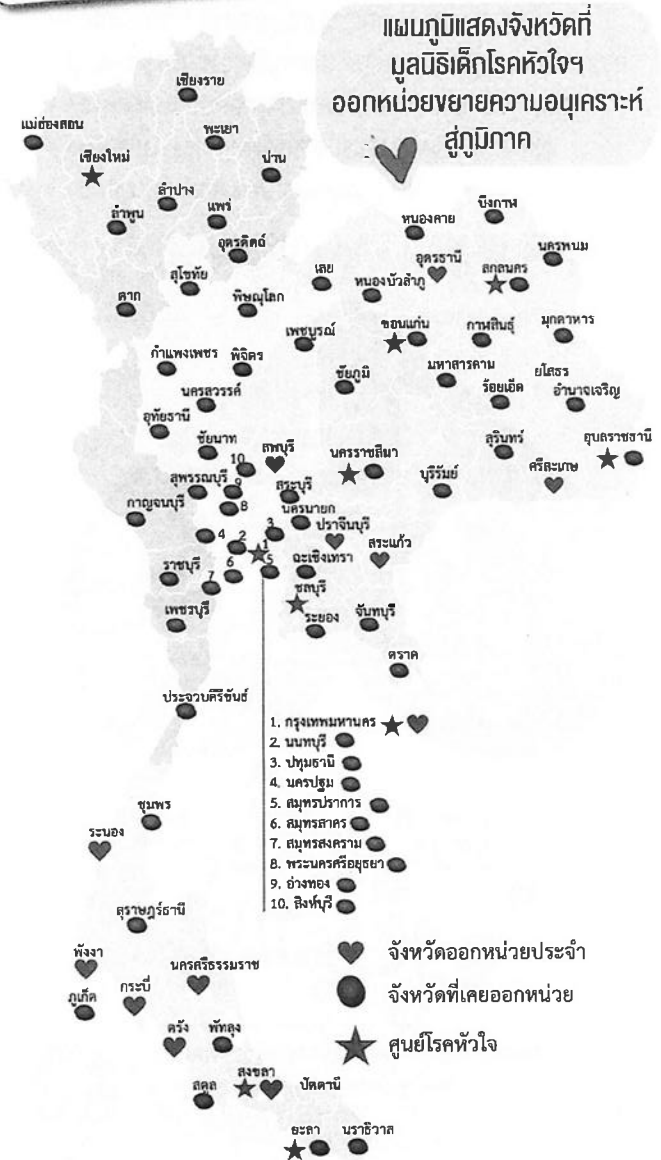 แผนภูมิแสดงจังหวัดที่
มูลนิธิเด็กโรคหัวใจฯ
ออกหน่วยขยายความอนุเคราะห์
สู่ภูมิภาค
เชียงราย
แม่ฮ่องสอน
พะเยา
เชียงใหม่
น่าน
ลำปาง
แพร่
ลำพูน
อุตรดิตถ์
สุโขทัย
ตาก
พิษณุโลก
เลย
หนองคาย
บึงกาฬ
อุดรธานี
สกลนคร
นครพนม
หนองบัวลำภู
เพชบูรณ์
ขอนแก่น
กาฬสินธุ์
มุกดาหาร
กำแพงเพชร
พิจิตร
ชัยภูมิ
มหาสารคาม
ร้อยเอ็ด
ยโสธร
อำนาจเจริญ
นครสวรรค์
อุทัยธานี
ชัยนาท
ลพบุรี
นครราชสีมา
สุรินทร์
อุบลราชธานี
บุรีรัมย์
ศรีสะเกษ
10
สุพรรณบุรี
9
สระบุรี
กาญจนบุรี
8
นครนายก
3
ปราจีนบุรี
สระแก้ว
4
2
1
ฉะเชิงเทรา
ราชบุรี
7
6
5
ชลบุรี
เพชรบุรี
ระยอง
จันทบุรี
ตราด
ประจวบคีรีขันธ์
1. กรุงเทพมหานคร
2. นนทบุรี
3. ปทุมธานี
4. นครปฐม
5. สมุทรปราการ
6. สมุทรสาคร
7. สมุทรสงคราม
8. พระนครศรีอยุธยา
9. อ่างทอง
10. สิงห์บุรี
ชุมพร
ระนอง
สุราษฎร์ธานี
พังงา
นครศรีธรรมราช
ภูเก็ต
กระบี่
ตรัง
พัทลุง
สตูล
สงขลา
ปัตตานี
ยะลา
นราธิวาส
จังหวัดออกหน่วยประจำ
จังหวัดที่เคยออกหน่วย
ศูนย์โรคหัวใจ